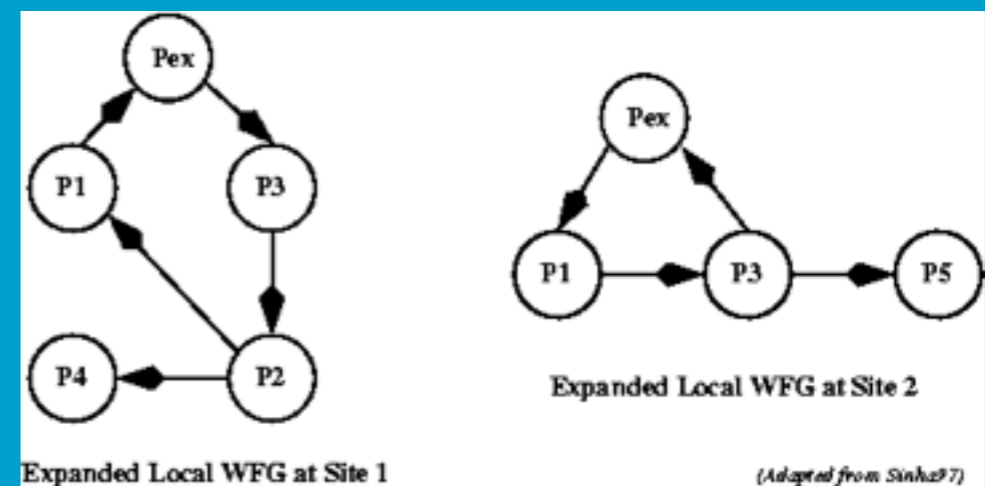 Pex
P1
P3
P4
P2
Expanded Local WFG at Site 1
Pex
P1
P3
P5
Expanded Local WFG at Site 2
(Adapted from Sinha97)